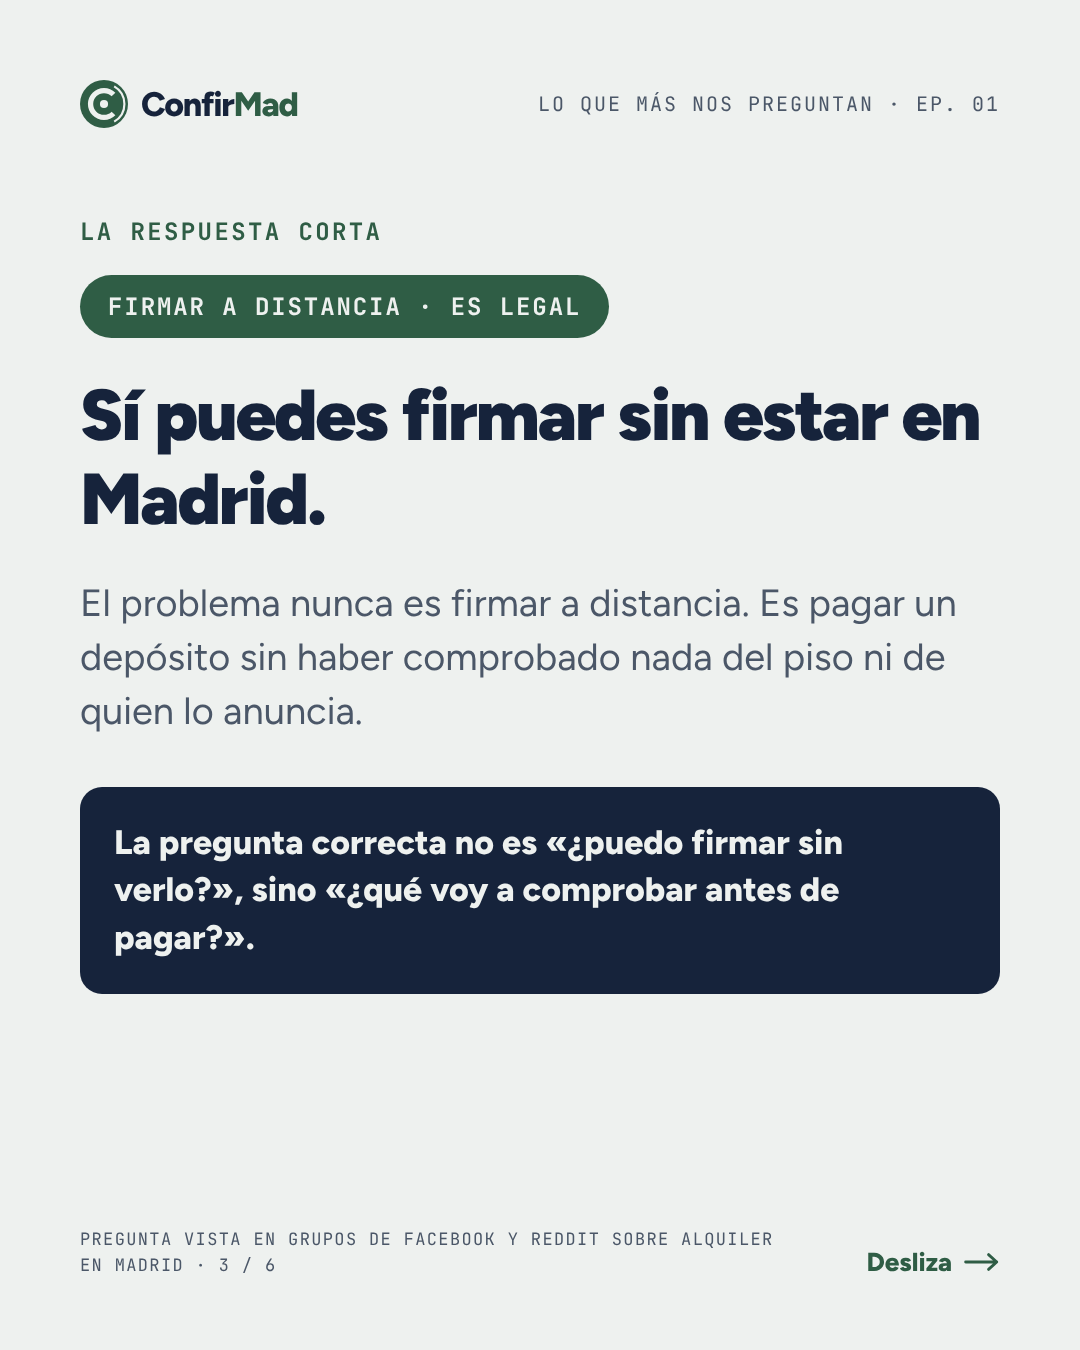 ConfirMad
LO QUE MÁS NOS PREGUNTAN · EP. 01
LA RESPUESTA CORTA
FIRMAR A DISTANCIA · ES LEGAL
Sí puedes firmar sin estar en
Madrid.
El problema nunca es firmar a distancia. Es pagar un
depósito sin haber comprobado nada del piso ni de
quien lo anuncia.
La pregunta correcta no es «¿puedo firmar sin
verlo?», sino «¿qué voy a comprobar antes de
pagar?».
PREGUNTA VISTA EN GRUPOS DE FACEBOOK Y REDDIT SOBRE ALQUILER
EN MADRID · 3 / 6
Desliza →